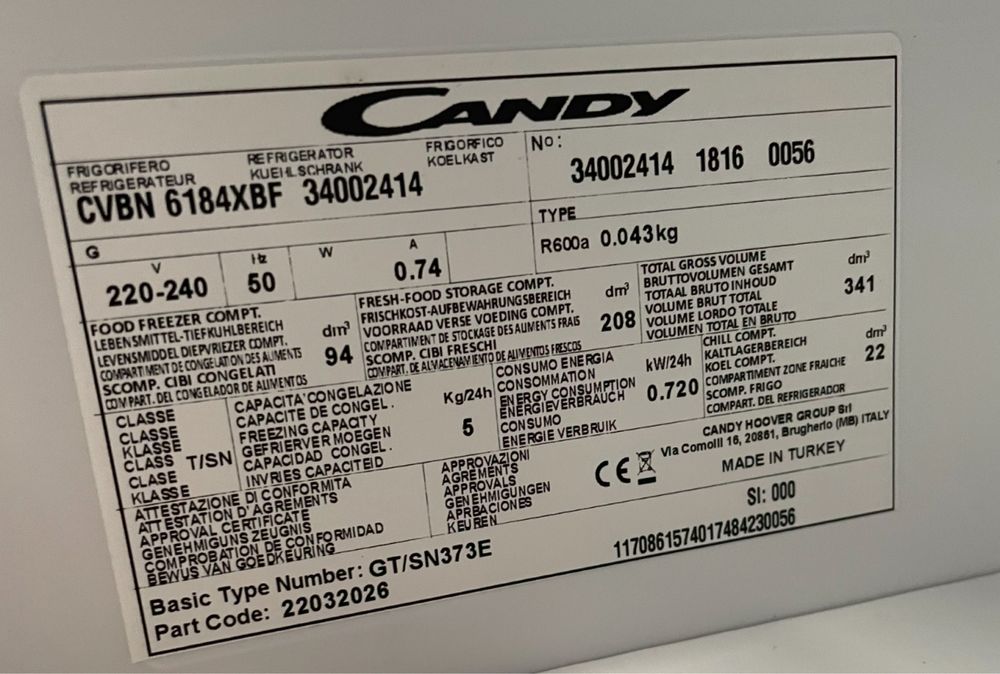 CANDY
FRIGORIFERO REFRIGERATOR FRIGORFICO
REFRIGERATEUR KUEHLSCHRANK KOELKAST
CVBN 6184XBF 34002414
No:
34002414 1816 0056
TYPE
R600a 0.043kg
G
V
220-240
Hz
50
W
A
0.74
FOOD FREEZER COMPT.
LEBENSMITTEL-TIEFKUHLBEREICH
LEVENSMIDDEL DIEPVRIEZER COMPT.
COMPARTMENT DE CONGELATION DES ALIMENTS
SCOMP. CIBI CONGELATI
COMPART. DEL CONGELADOR DE ALIMENTOS
dm³
94
FRESH-FOOD STORAGE COMPT.
FRISCHKOST-AUFBEWAHRUNGSBEREICH
VOORRAAD VERSE VOEDING COMPT.
COMPARTIMENT DE STOCKAGE DES ALIMENTS FRAIS
SCOMP. CIBI FRESCHI
COMPART. DE ALMACENAMIENTO DE ALIMENTOS FRESCOS
dm³
208
TOTAL GROSS VOLUME
BRUTTOVOLUMEN GESAMT
TOTAAL BRUTO INHOUD
VOLUME BRUT TOTAL
VOLUME LORDO TOTALE
VOLUMEN TOTAL EN BRUTO
dm³
341
CLASSE
CLASSE
KLASSE
CLASS
CLASE
KLASSE
T/SN
CAPACITA'CONGELAZIONE
CAPACITE DE CONGEL.
FREEZING CAPACITY
GEFRIERVERMOEGEN
CAPACIDAD CONGEL.
INVRIES CAPACITEID
Kg/24h
5
CONSUMO ENERGIA
CONSOMMATION
ENERGY CONSUMPTION
ENERGIEVERBRAUCH
CONSUMO
ENERGIE VERBRUIK
kW/24h
0.720
CHILL COMPT.
KALTLAGERBEREICH
KOEL COMPT.
COMPARTIMENT ZONE FRAICHE
SCOMP. FRIGO
COMPART. DEL REFRIGERADOR
dm³
22
ATTESTAZIONE DI CONFORMITA
ATTESTATION D'AGREMENTS
APPROVAL CERTIFICATE
GENEHMIGUNS ZEUGNIS
COMPROBATION DE CONFORMIDAD
BEWUS VAN GOEDKEURING
APPROVAZIONI
AGREMENTS
APPROVALS
GENEHMIGUNGEN
APRBACIONES
KEUREN
CE
CANDY HOOVER GROUP Srl
Via Comolli 16, 20861, Brugherio (MB) ITALY
MADE IN TURKEY
SI: 000
1170861574017484230056
Basic Type Number: GT/SN373E
Part Code: 22032026